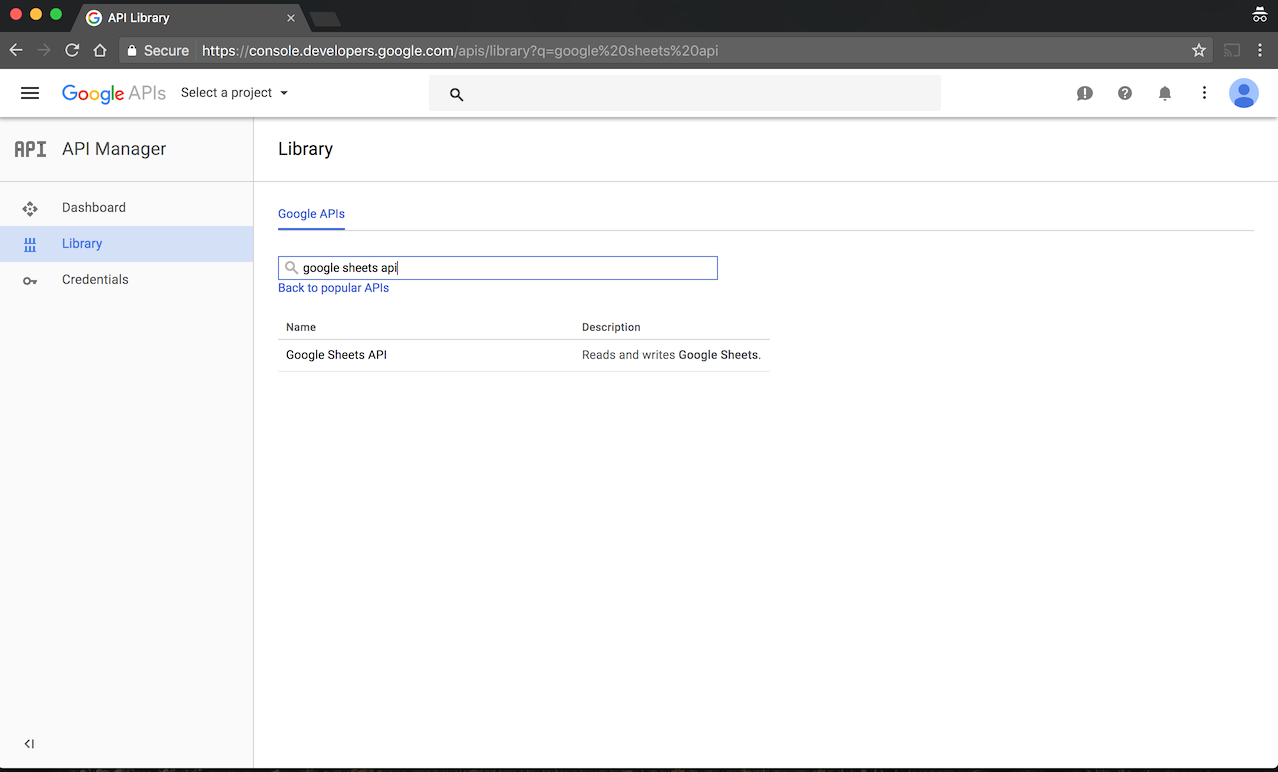 API Library
Secure https://console.developers.google.com/apis/library?q=google%20sheets%20api
Google APIs Select a project
API API Manager
Library
Dashboard
Library
Credentials
Google APIs
google sheets api
Back to popular APIs
Name Description
Google Sheets API Reads and writes Google Sheets.